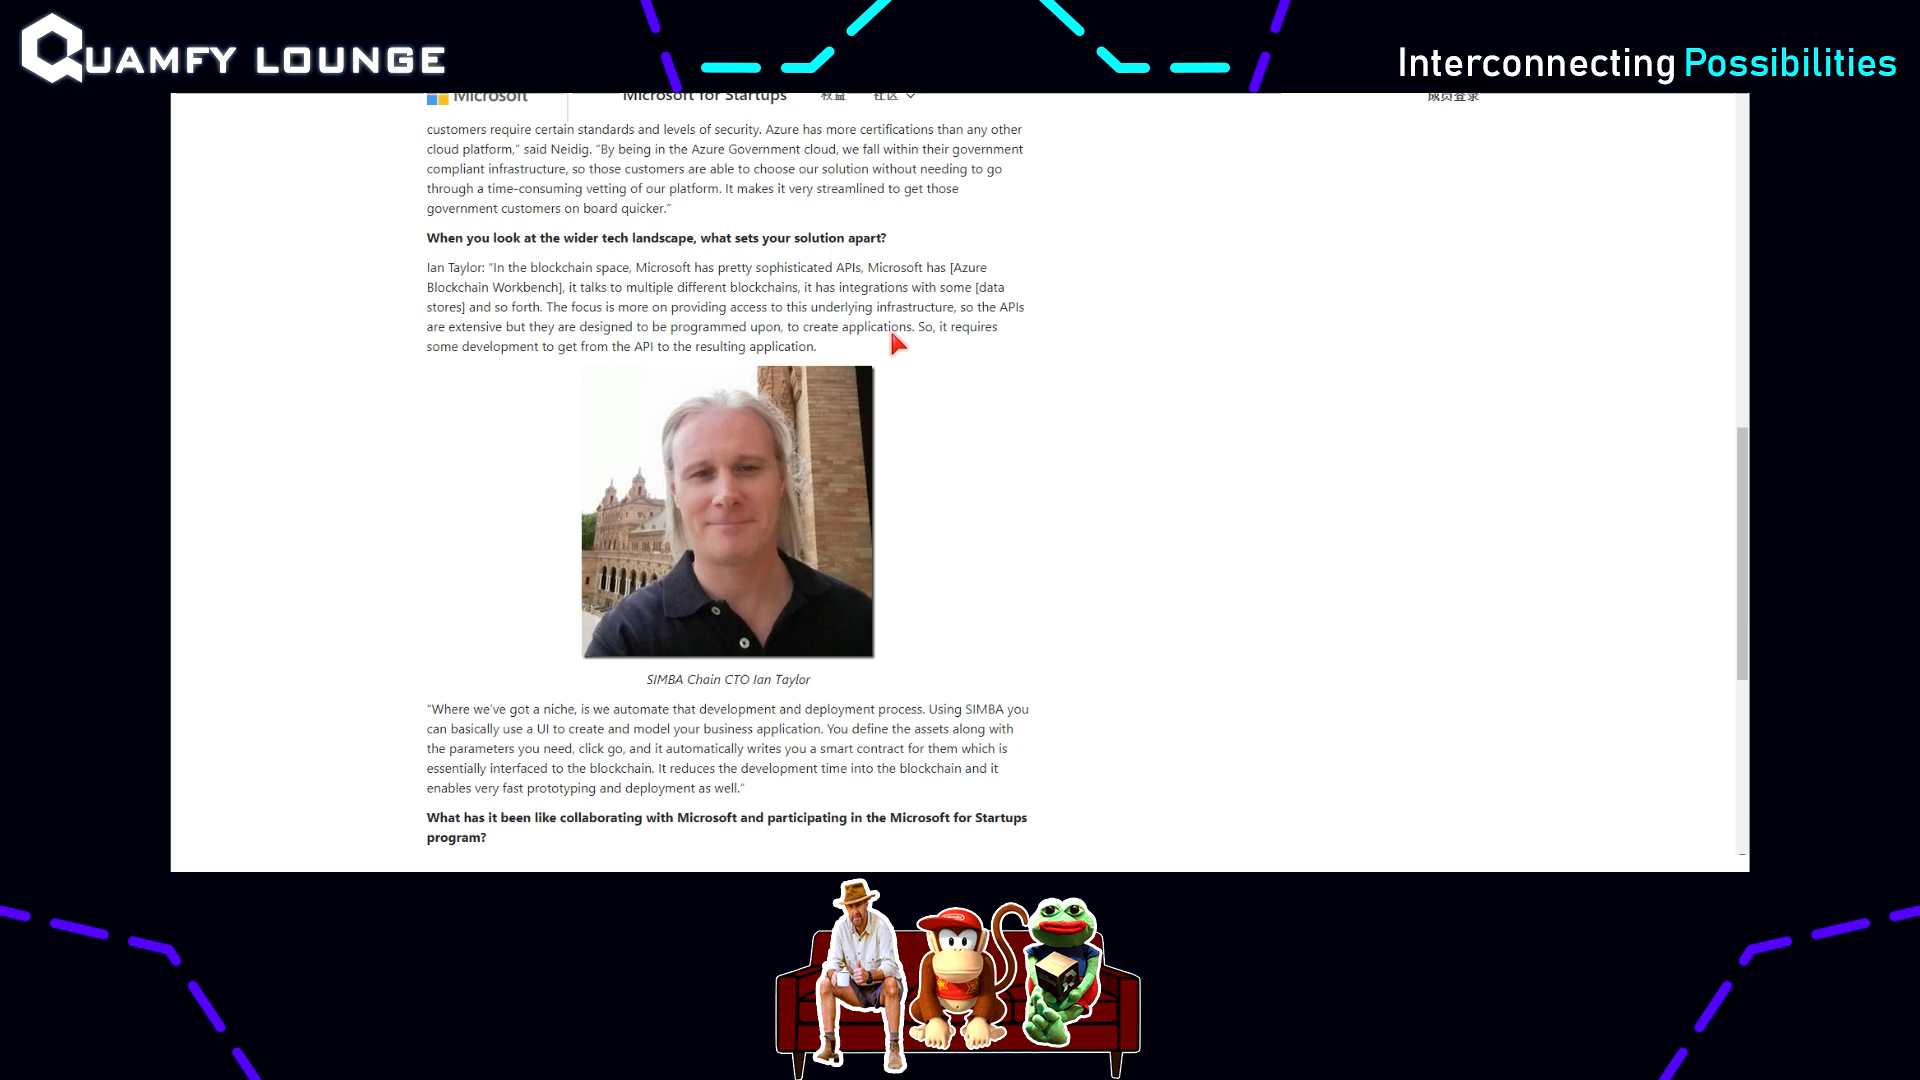 QUAMFY LOUNGE
Interconnecting Possibilities
Microsoft
Microsoft for Startups
权益
社区
成员登录
customers require certain standards and levels of security. Azure has more certifications than any other
cloud platform,” said Neidig. “By being in the Azure Government cloud, we fall within their government
compliant infrastructure, so those customers are able to choose our solution without needing to go
through a time-consuming vetting of our platform. It makes it very streamlined to get those
government customers on board quicker.”
When you look at the wider tech landscape, what sets your solution apart?
Ian Taylor: “In the blockchain space, Microsoft has pretty sophisticated APIs, Microsoft has [Azure
Blockchain Workbench], it talks to multiple different blockchains, it has integrations with some [data
stores] and so forth. The focus is more on providing access to this underlying infrastructure, so the APIs
are extensive but they are designed to be programmed upon, to create applications. So, it requires
some development to get from the API to the resulting application.
SIMBA Chain CTO Ian Taylor
“Where we’ve got a niche, is we automate that development and deployment process. Using SIMBA you
can basically use a UI to create and model your business application. You define the assets along with
the parameters you need, click go, and it automatically writes you a smart contract for them which is
essentially interfaced to the blockchain. It reduces the development time into the blockchain and it
enables very fast prototyping and deployment as well.”
What has it been like collaborating with Microsoft and participating in the Microsoft for Startups
program?